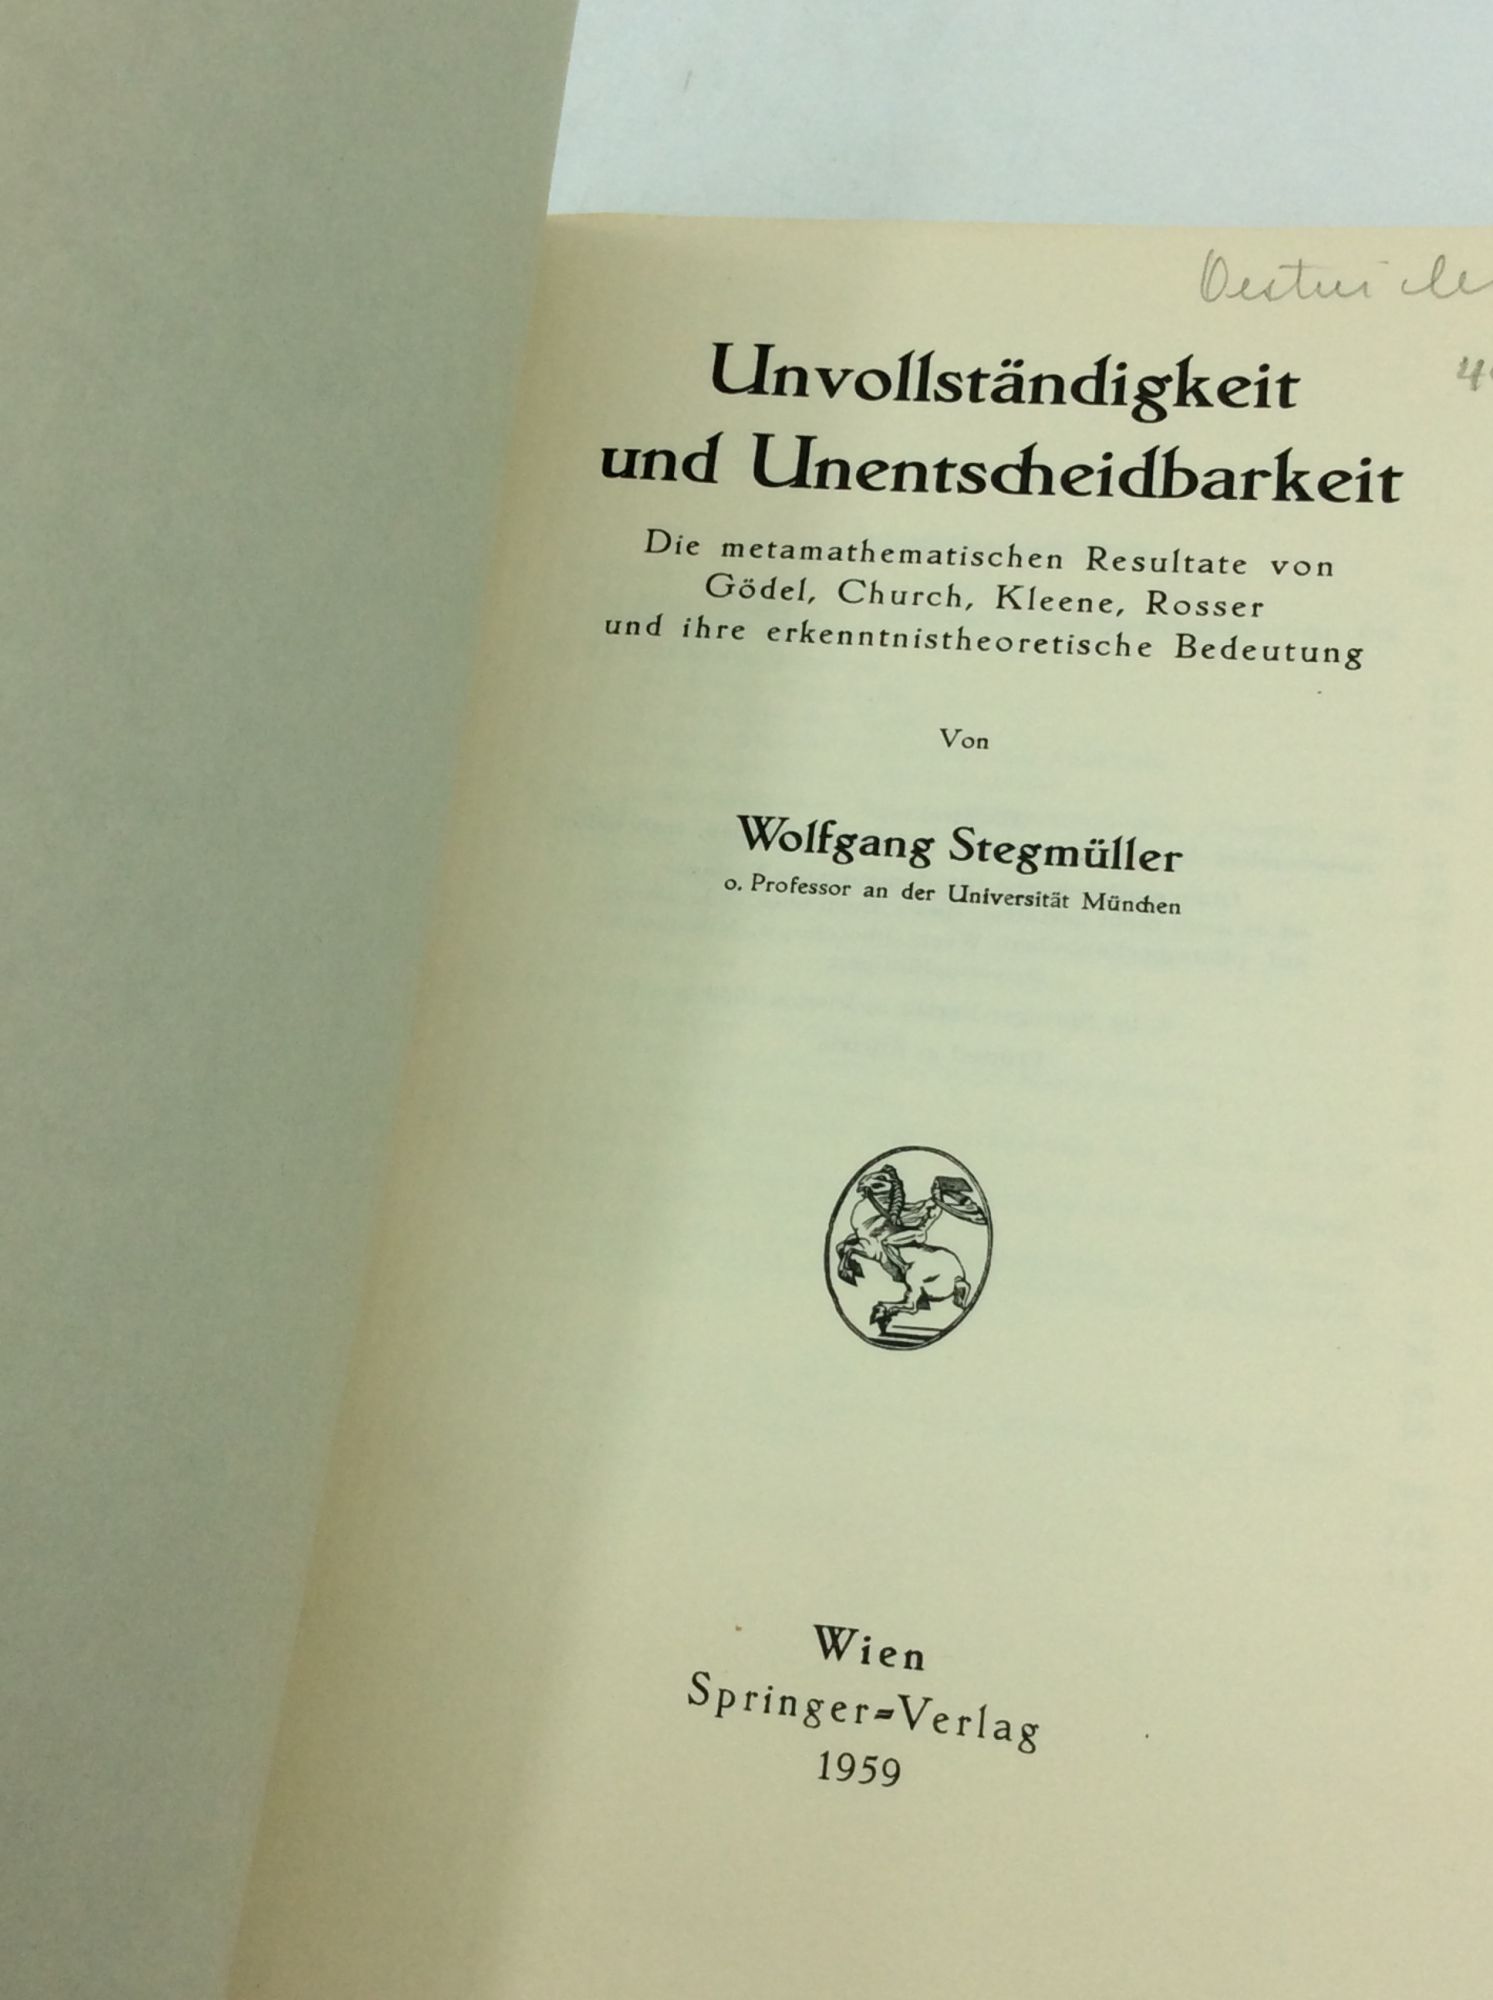 Unvollständigkeit
und Unentscheidbarkeit
Die metamathematischen Resultate von
Gödel, Church, Kleene, Rosser
und ihre erkenntnistheoretische Bedeutung
Von
Wolfgang Stegmüller
o. Professor an der Universität München
Wien
Springer-Verlag
1959